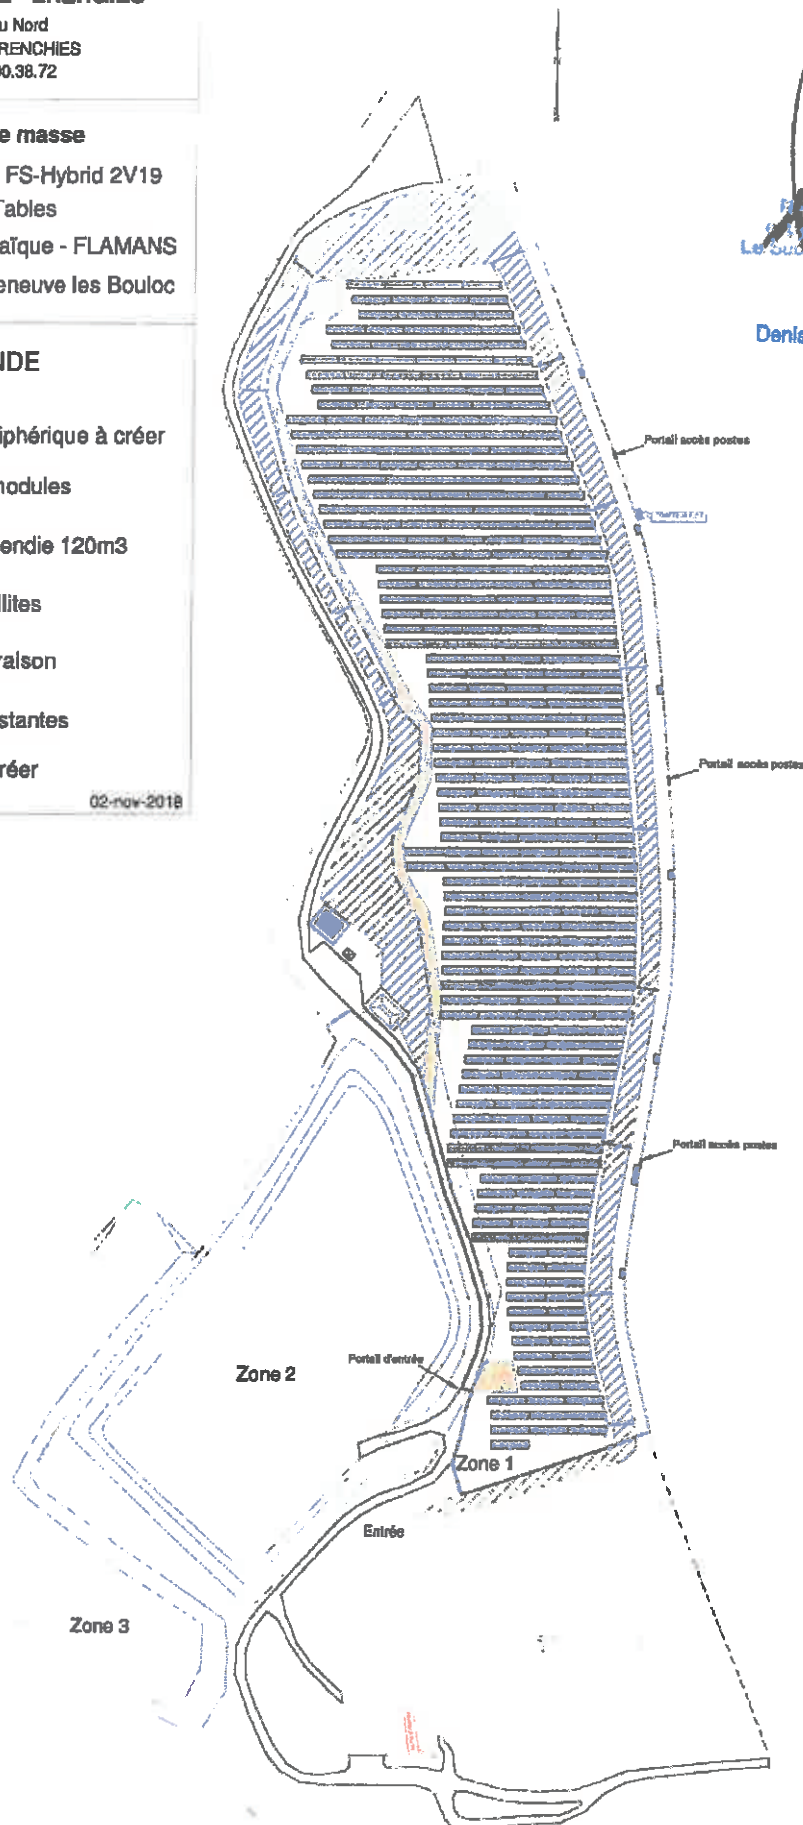 u Nord
RENCHIES
00.38.72
e masse
FS-Hybrid 2V19
Tables
aïque - FLAMANS
eneuve les Bouloc
NDE
iphérique à créer
nodules
endie 120m3
llites
raison
stantes
réer
02-nov-2018
Denis
Portail accès postes
Portail accès postes
Portail accès postes
Portail d'entrée
Zone 2
Zone 1
Entrée
Zone 3